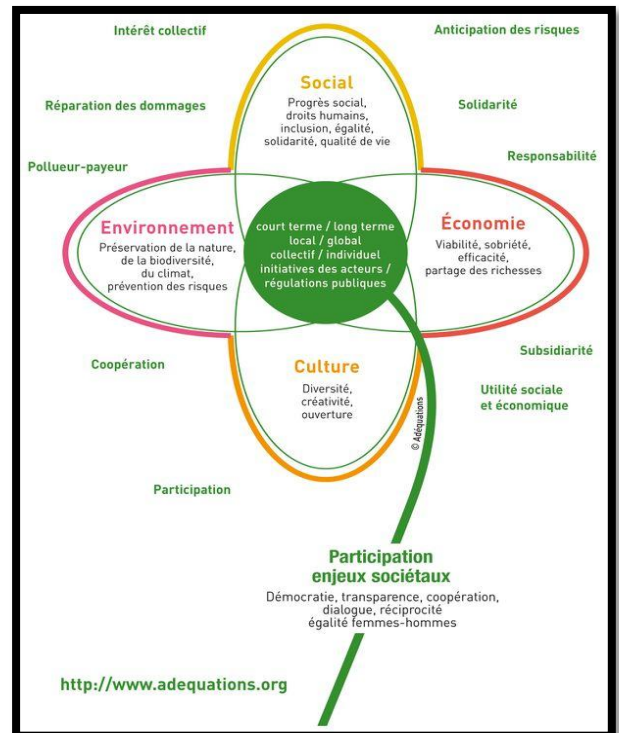 Intérêt collectif
Anticipation des risques
Social
Progrès social,
droits humains,
inclusion, égalité,
solidarité, qualité de vie
Réparation des dommages
Solidarité
Pollueur-payeur
Responsabilité
Environnement
Préservation de la nature,
de la biodiversité,
du climat,
prévention des risques
court terme / long terme
local / global
collectif / individuel
initiatives des acteurs /
régulations publiques
Économie
Viabilité, sobriété,
efficacité,
partage des richesses
Coopération
Culture
Diversité,
créativité,
ouverture
Subsidiarité
Utilité sociale
et économique
© Adéquations
Participation
Participation
enjeux sociétaux
Démocratie, transparence, coopération,
dialogue, réciprocité
égalité femmes-hommes
http://www.adequations.org